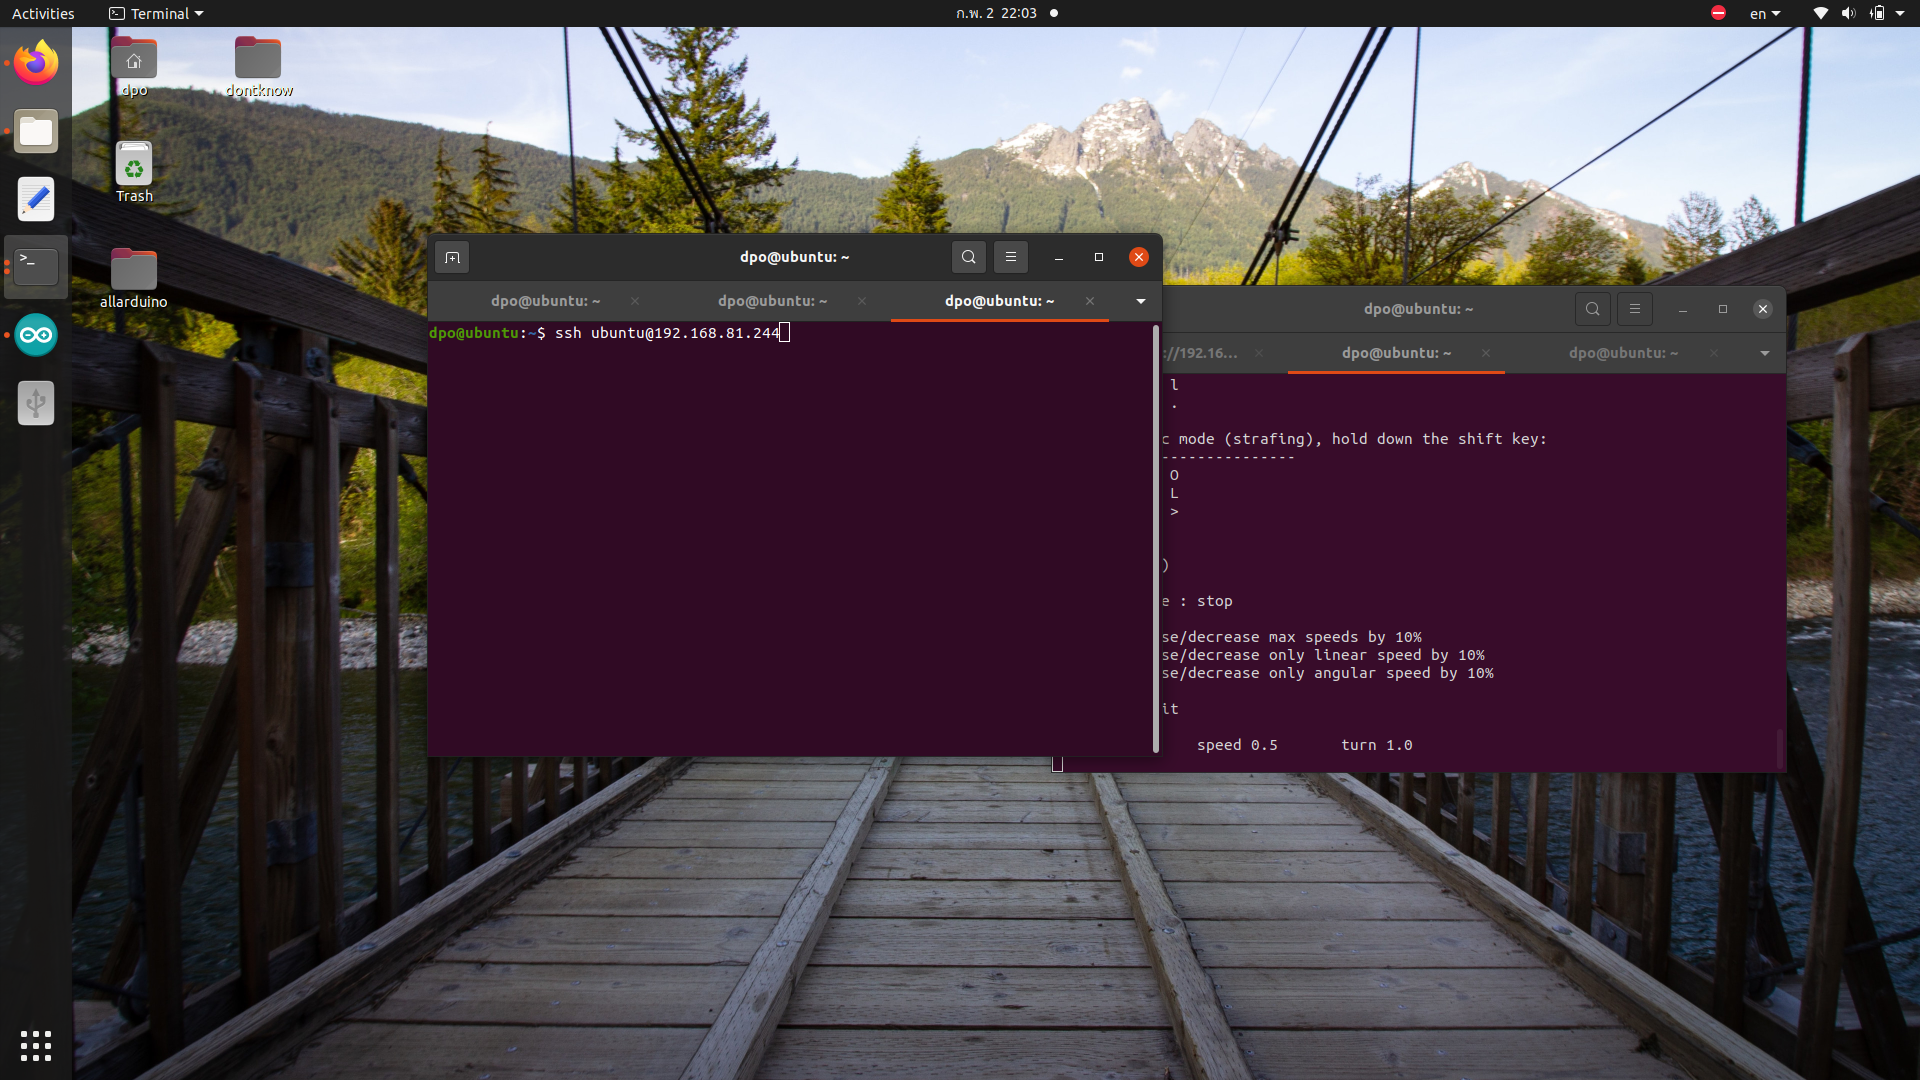 Activities
Terminal
ก.พ. 2 22:03
en
dpo
dontknow
Trash
allarduino
dpo@ubuntu: ~
dpo@ubuntu: ~
dpo@ubuntu: ~
dpo@ubuntu: ~
dpo@ubuntu:~$ ssh ubuntu@192.168.81.244
dpo@ubuntu: ~
://192.16...
dpo@ubuntu: ~
dpo@ubuntu: ~
l
.
c mode (strafing), hold down the shift key:
---------------
O
L
>
)
e : stop
se/decrease max speeds by 10%
se/decrease only linear speed by 10%
se/decrease only angular speed by 10%
it
speed 0.5 turn 1.0